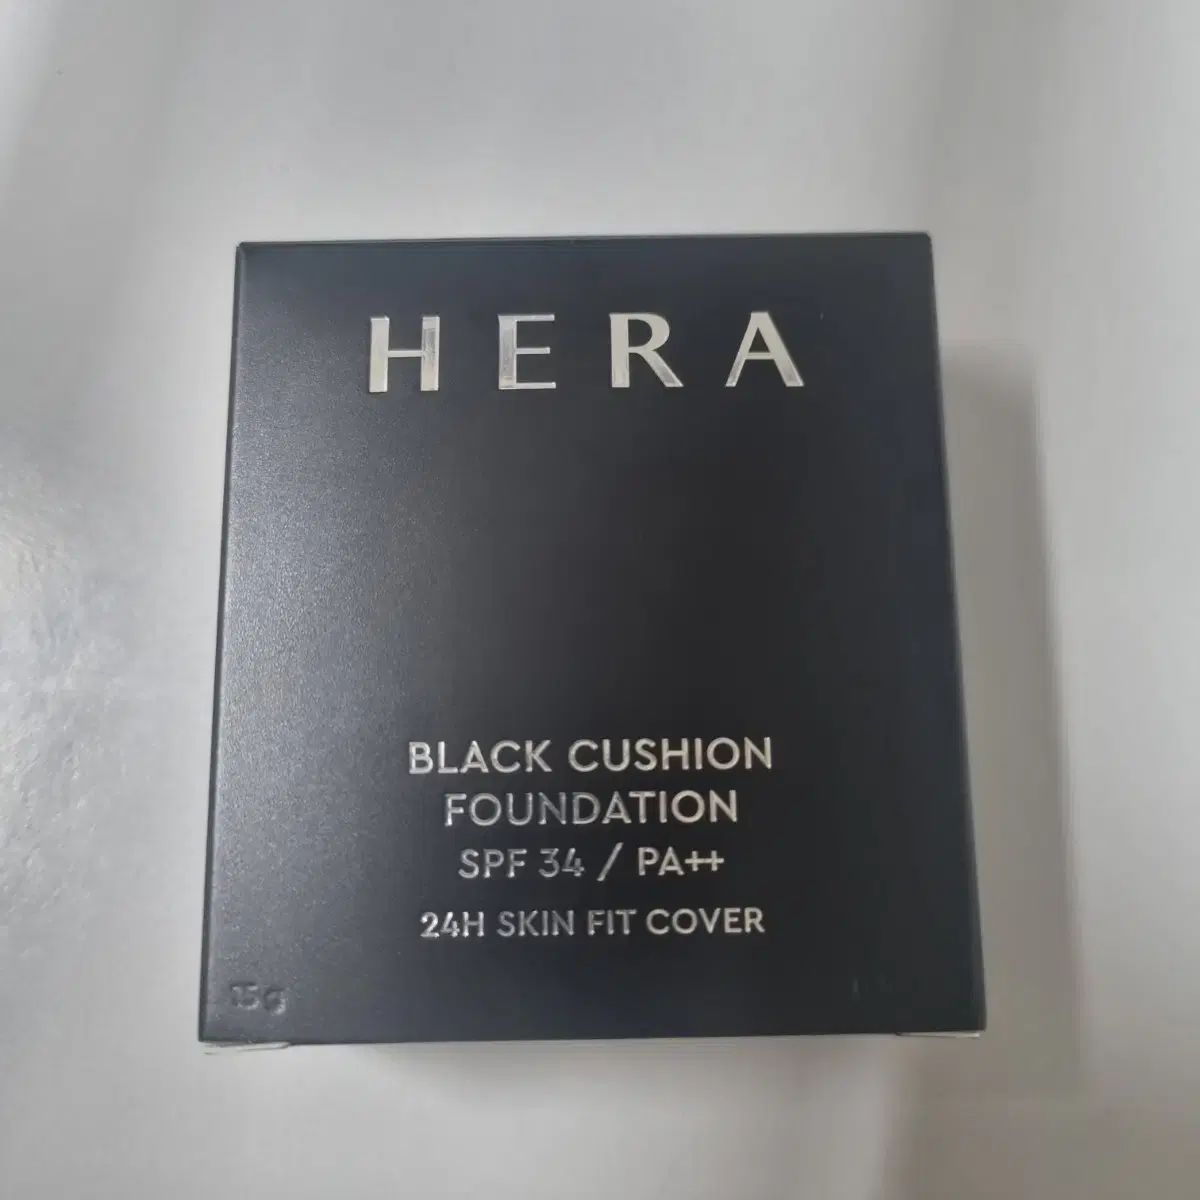 HERA
BLACK CUSHION
FOUNDATION
SPF 34 / PA++
24H SKIN FIT COVER
15g